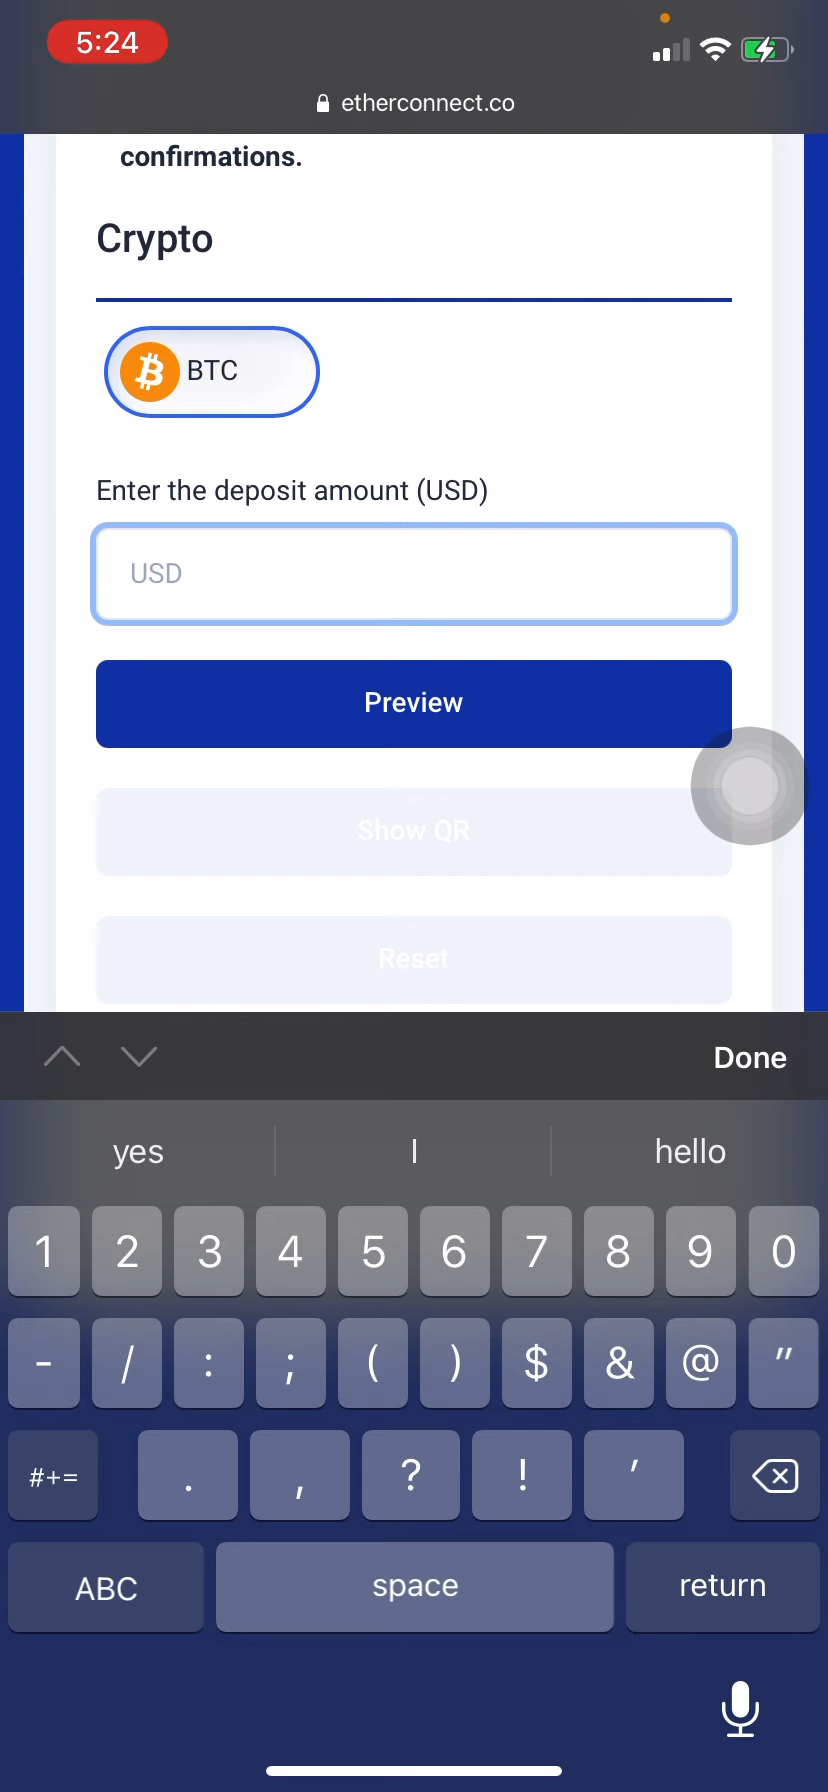 5:24
etherconnect.co
confirmations.
Crypto
BTC
Enter the deposit amount (USD)
USD
Preview
Show QR
Reset
Done
yes I hello
1 2 3 4 5 6 7 8 9 0
- / : ; ( ) $ & @ "
#+= . , ? ! '
ABC space return